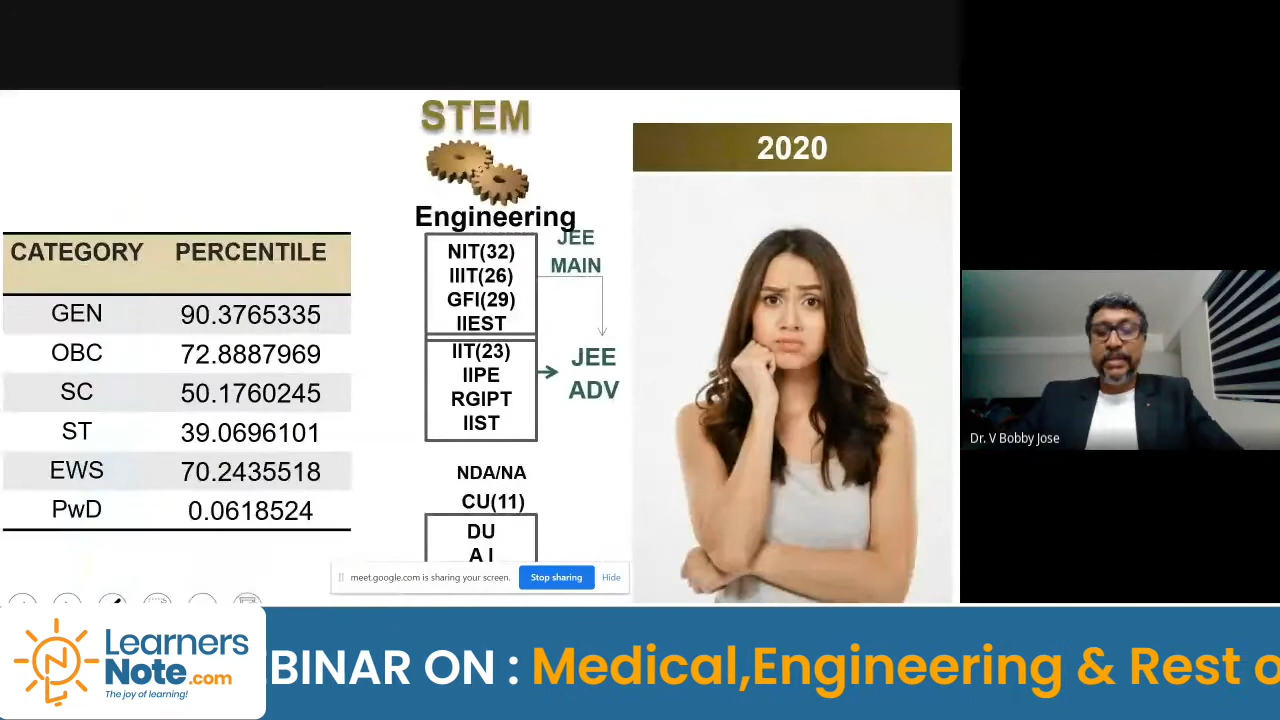 STEM
Engineering
CATEGORY PERCENTILE
GEN 90.3765335
OBC 72.8887969
SC 50.1760245
ST 39.0696101
EWS 70.2435518
PwD 0.0618524
NIT(32)
IIIT(26)
GFI(29)
IIEST
JEE
MAIN
IIT(23)
IIPE
RGIPT
IIST
JEE
ADV
NDA/NA
CU(11)
DU
2020
Dr. V Bobby Jose
meet.google.com is sharing your screen. Stop sharing Hide
Learners
Note.com
The joy of learning!
EBINAR ON : Medical,Engineering & Rest o